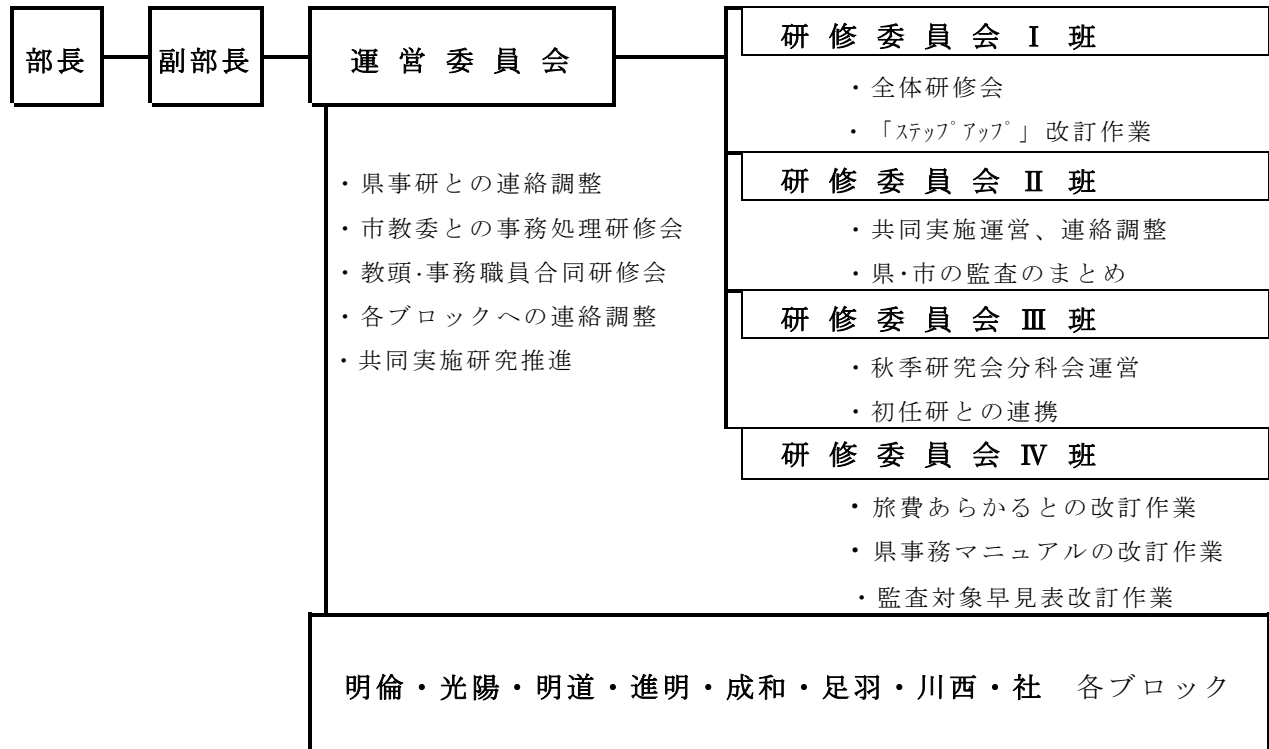 部長
副部長
運営委員会
・県事研との連絡調整
・市教委との事務処理研修会
・教頭･事務職員合同研修会
・各ブロックへの連絡調整
・共同実施研究推進
研修委員会Ⅰ班
・全体研修会
・「ｽﾃｯﾌﾟｱｯﾌﾟ」改訂作業
研修委員会Ⅱ班
・共同実施運営、連絡調整
・県･市の監査のまとめ
研修委員会Ⅲ班
・秋季研究会分科会運営
・初任研との連携
研修委員会Ⅳ班
・旅費あらかるとの改訂作業
・県事務マニュアルの改訂作業
・監査対象早見表改訂作業
明倫・光陽・明道・進明・成和・足羽・川西・社　各ブロック